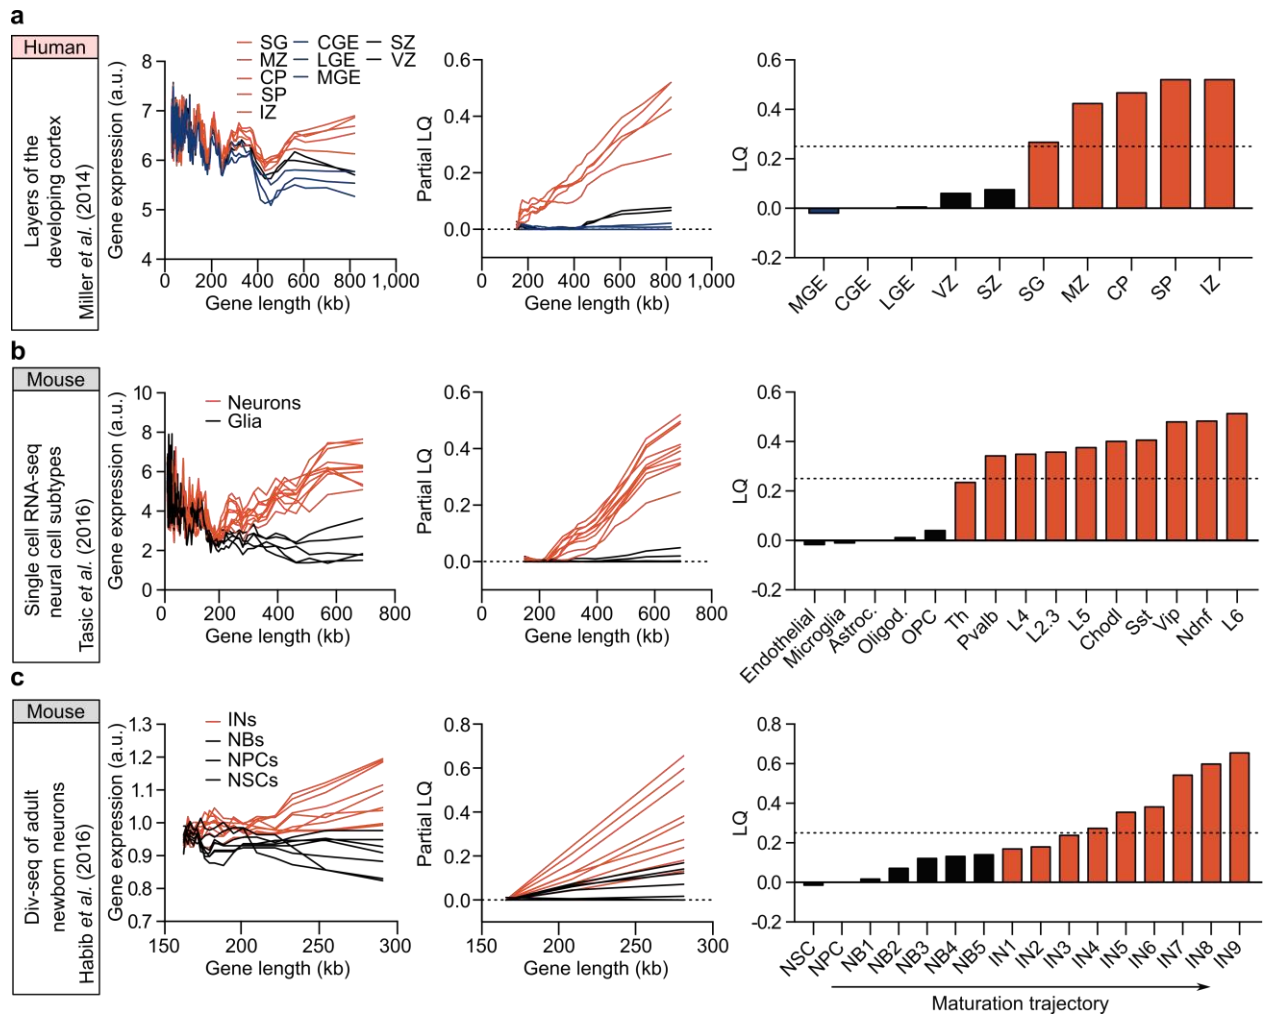 a
Human
Layers of the
developing cortex
Miller et al. (2014)
Gene expression (a.u.)
8
7
6
5
4
0 200 400 600 800 1,000
Gene length (kb)
SG CGE SZ
MZ LGE VZ
CP MGE
SP
IZ
Partial LQ
0.6
0.4
0.2
0.0
0 200 400 600 800 1,000
Gene length (kb)
LQ
0.6
0.4
0.2
0.0
-0.2
MGE CGE LGE VZ SZ SG MZ CP SP IZ
b
Mouse
Single cell RNA-seq
neural cell subtypes
Tasic et al. (2016)
Gene expression (a.u.)
10
8
6
4
2
0
0 200 400 600 800
Gene length (kb)
Neurons
Glia
Partial LQ
0.6
0.4
0.2
0.0
0 200 400 600 800
Gene length (kb)
LQ
0.6
0.4
0.2
0.0
-0.2
Endothelial Microglia Astroc. Oligod. OPC Th Pvalb L4 L2.3 L5 Chodl Sst Vip Ndnf L6
c
Mouse
Div-seq of adult
newborn neurons
Habib et al. (2016)
Gene expression (a.u.)
1.3
1.2
1.1
1.0
0.9
0.8
0.7
150 200 250 300
Gene length (kb)
INs
NBs
NPCs
NSCs
Partial LQ
0.8
0.6
0.4
0.2
0.0
150 200 250 300
Gene length (kb)
LQ
0.8
0.6
0.4
0.2
0.0
-0.2
NSC NPC NB1 NB2 NB3 NB4 NB5 IN1 IN2 IN3 IN4 IN5 IN6 IN7 IN8 IN9
Maturation trajectory